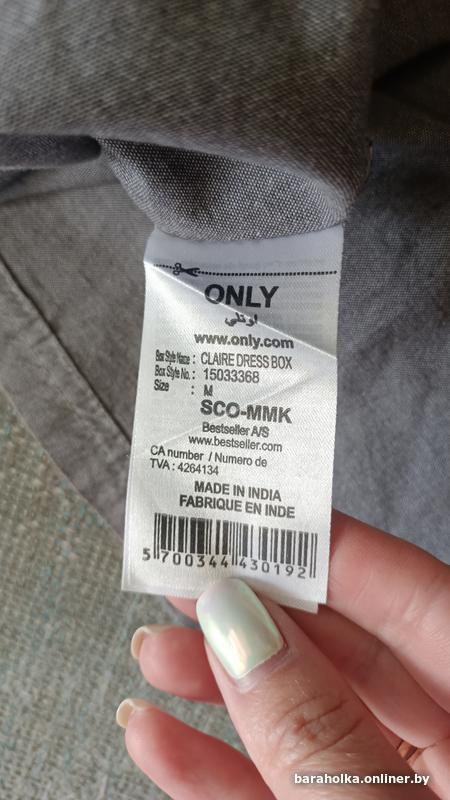 ONLY
اونلي
www.only.com
Box Style Name : CLAIRE DRESS BOX
Box Style No. : 15033368
Size : M
SCO-MMK
Bestseller A/S
www.bestseller.com
CA number / Numero de
TVA : 4264134
MADE IN INDIA
FABRIQUE EN INDE
5 700344 430192
baraholka.onliner.by